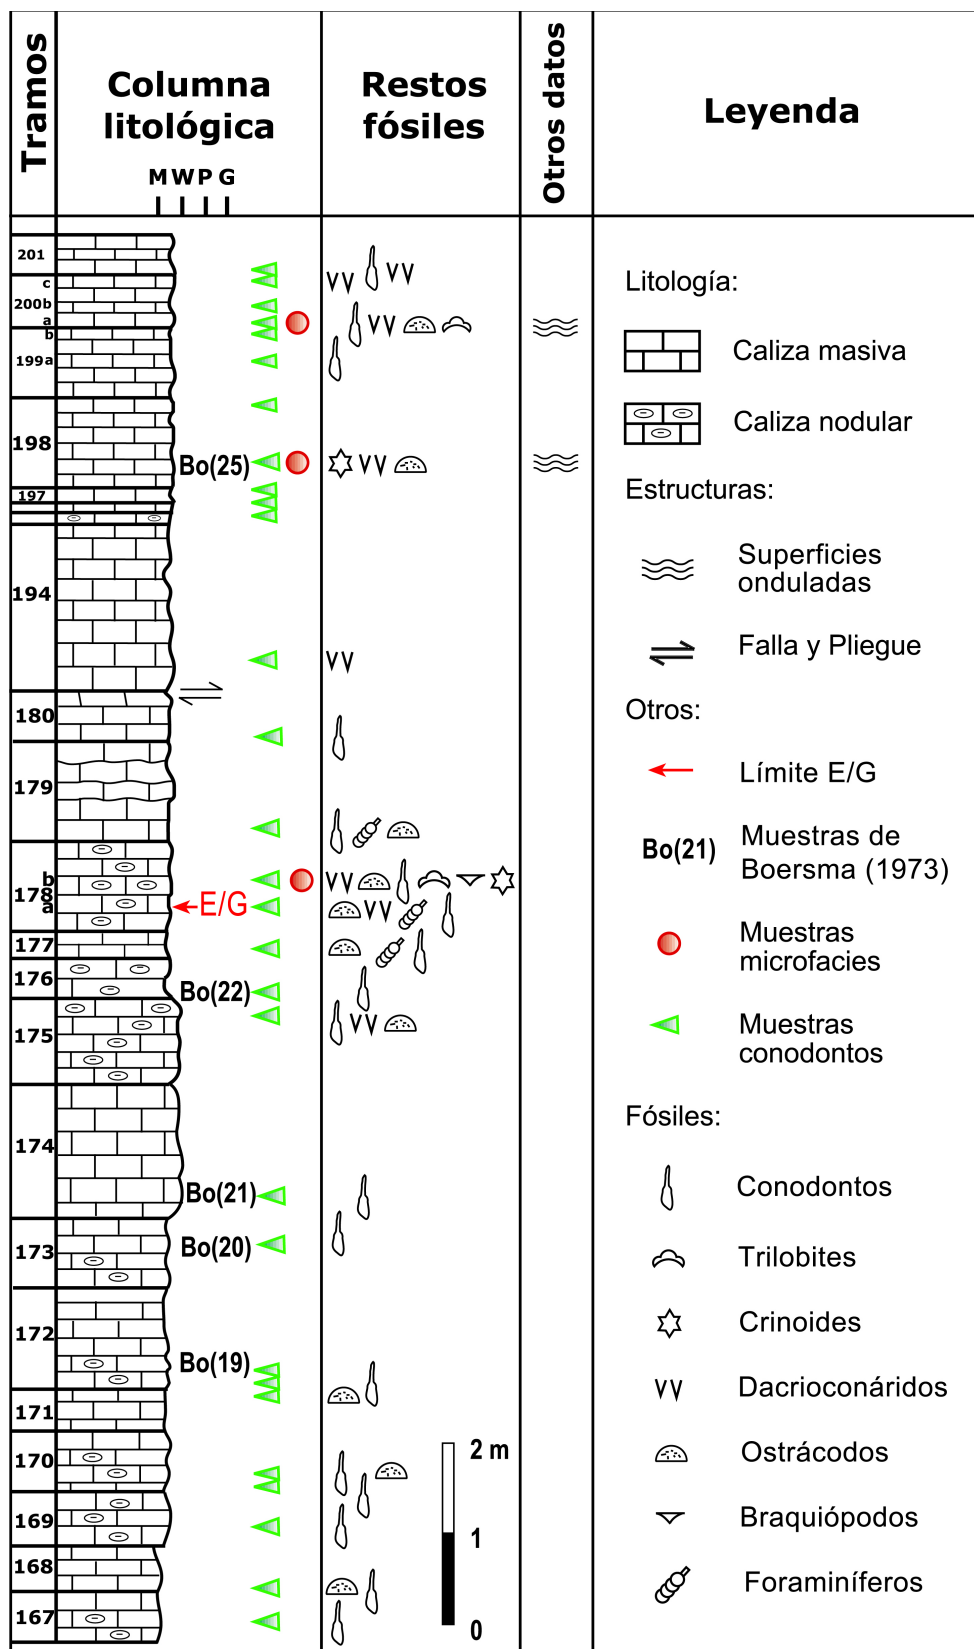 Tramos
Columna
litológica
M W P G
Restos
fósiles
Otros datos
Leyenda
201
c
200b
a
b
199a
198
Bo(25)
197
194
180
179
b
178
a
E/G
177
176
Bo(22)
175
174
Bo(21)
173
Bo(20)
172
Bo(19)
171
170
169
168
167
2 m
1
0
Litología:
Caliza masiva
Caliza nodular
Estructuras:
Superficies
onduladas
Falla y Pliegue
Otros:
Límite E/G
Bo(21)
Muestras de
Boersma (1973)
Muestras
microfacies
Muestras
conodontos
Fósiles:
Conodontos
Trilobites
Crinoides
Dacrioconáridos
Ostrácodos
Braquiópodos
Foraminíferos